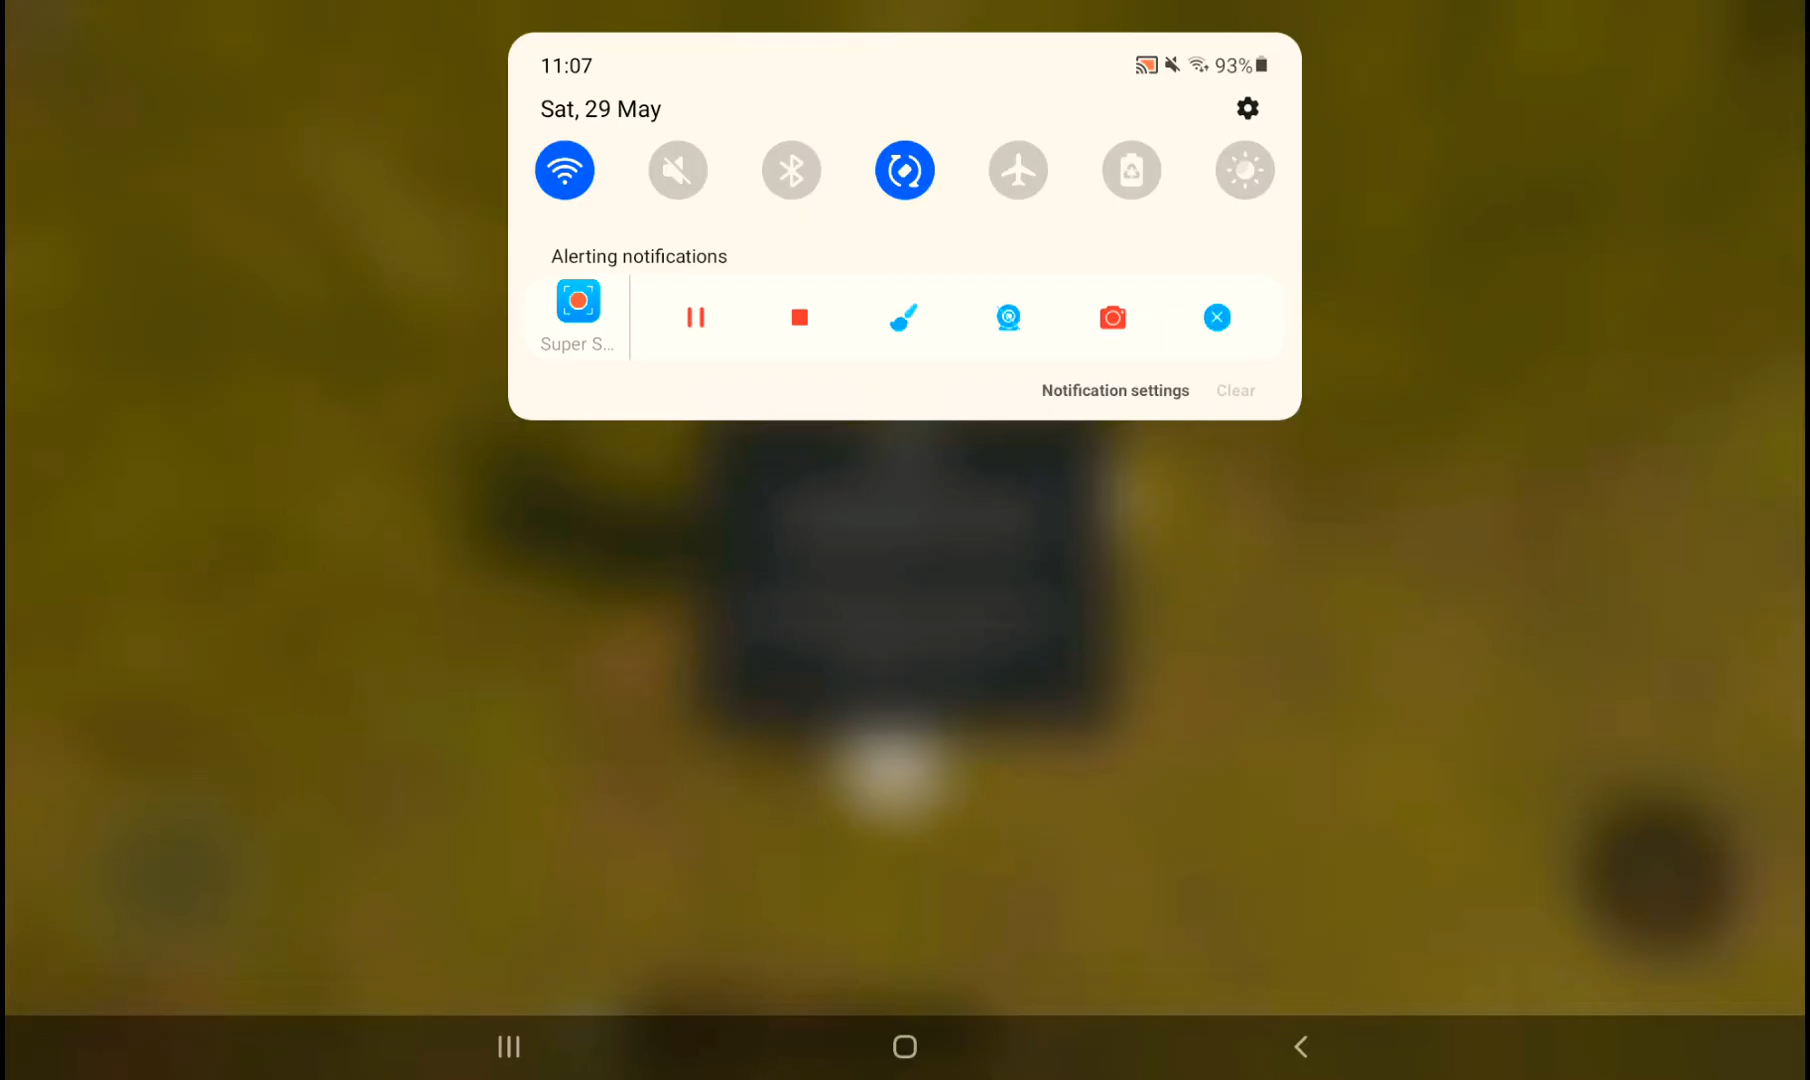 11:07
93%
Sat, 29 May
Alerting notifications
Super S...
Notification settings
Clear